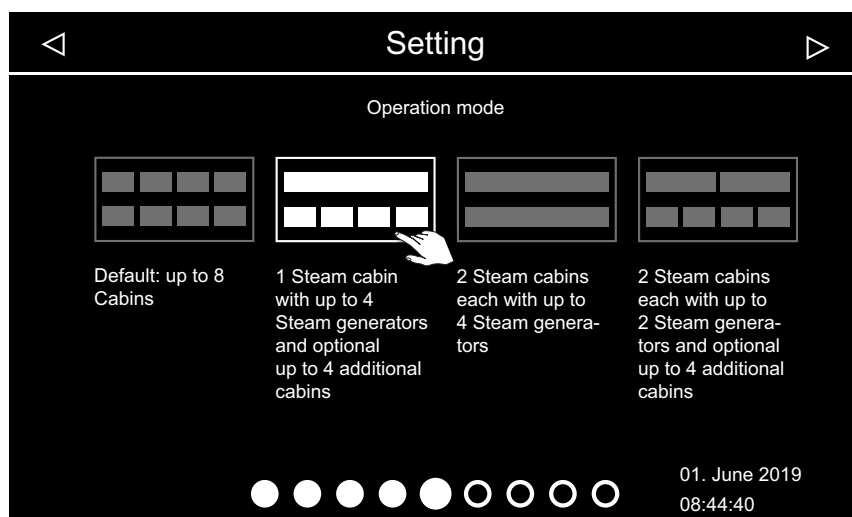 Setting
Operation mode
Default: up to 8
Cabins
1 Steam cabin
with up to 4
Steam generators
and optional
up to 4 additional
cabins
2 Steam cabins
each with up to
4 Steam genera-
tors
2 Steam cabins
each with up to
2 Steam genera-
tors and optional
up to 4 additional
cabins
01. June 2019
08:44:40